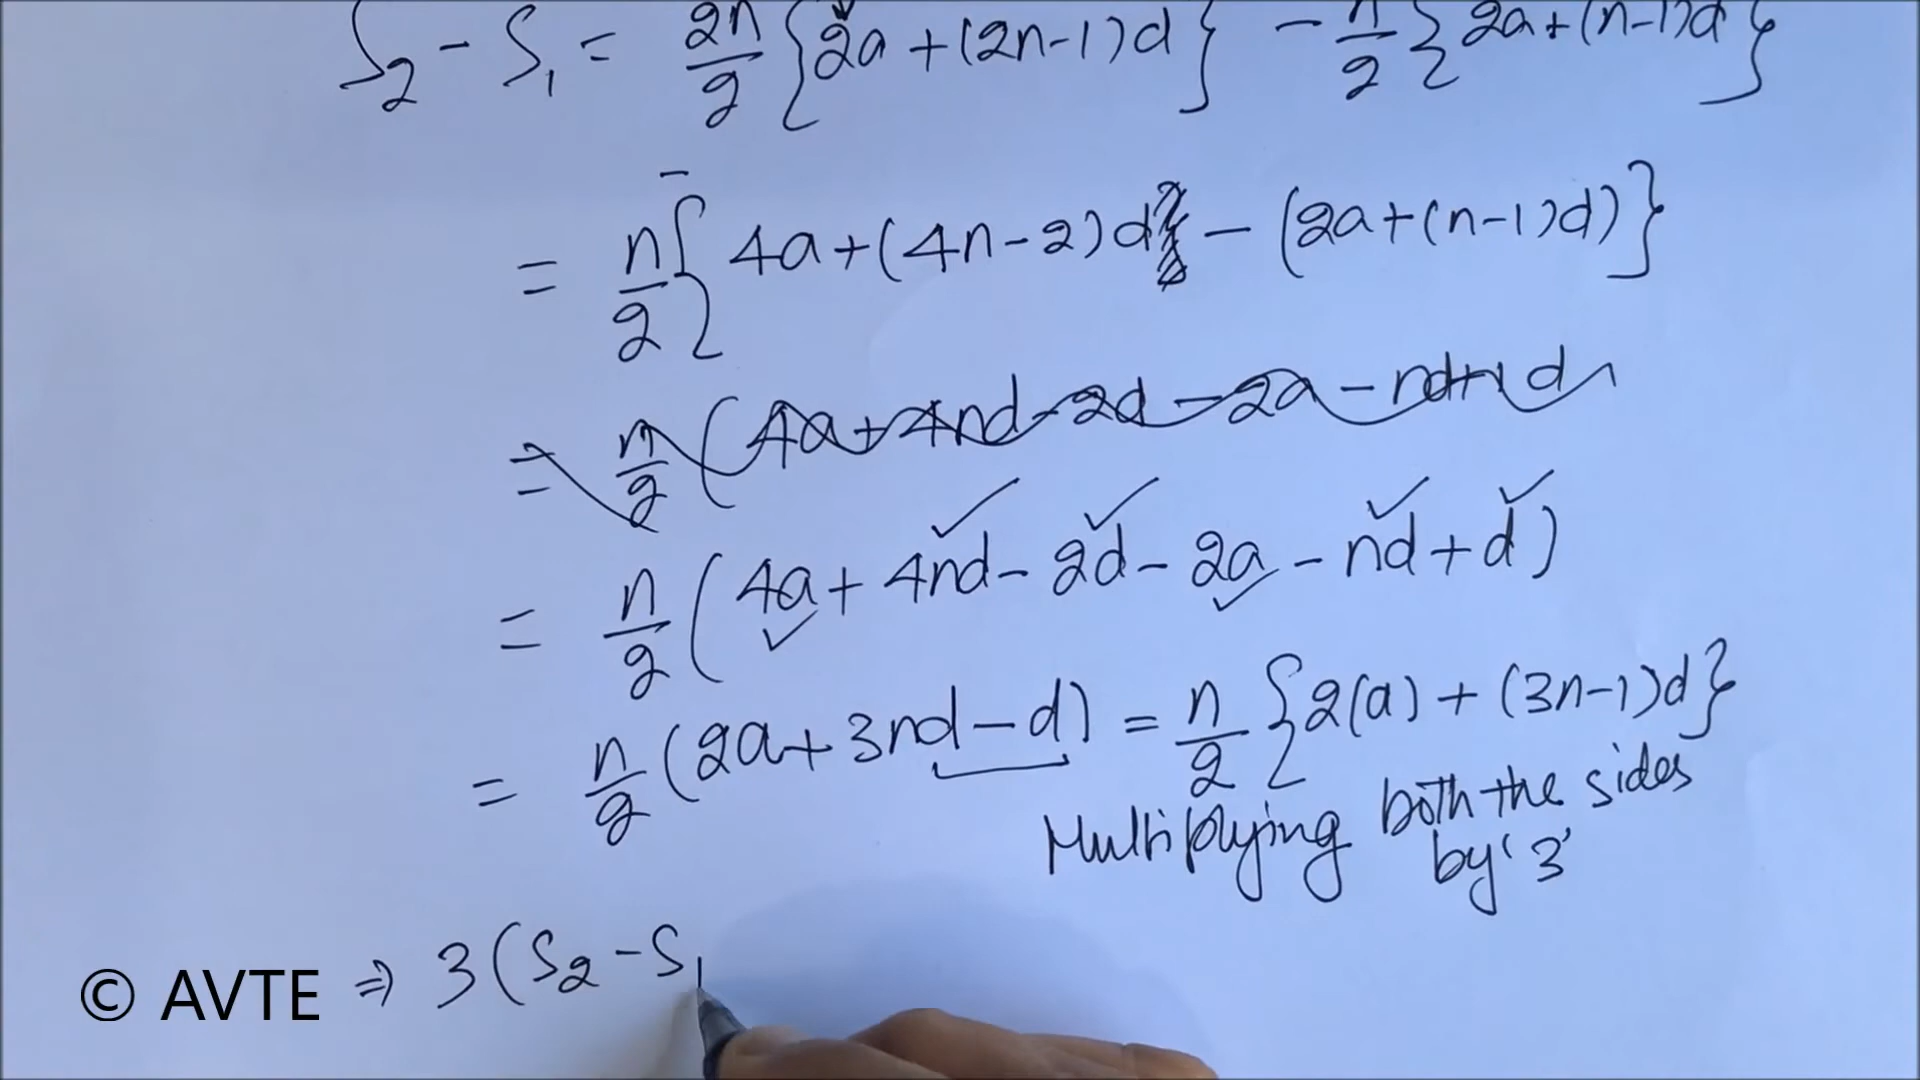 S₂ - S₁ = 2n/2 {2a + (2n-1)d} - n/2 {2a + (n-1)d}
= n/2 { 4a + (4n-2)d - (2a + (n-1)d)}
= n/2 (4a + 4nd - 2d - 2a - nd + d
= n/2 (4a + 4nd - 2d - 2a - nd + d)
= n/2 (2a + 3nd - d) = n/2 {2(a) + (3n-1)d}
Multiplying both the sides
by '3'
⇒ 3(S₂ - S₁
© AVTE